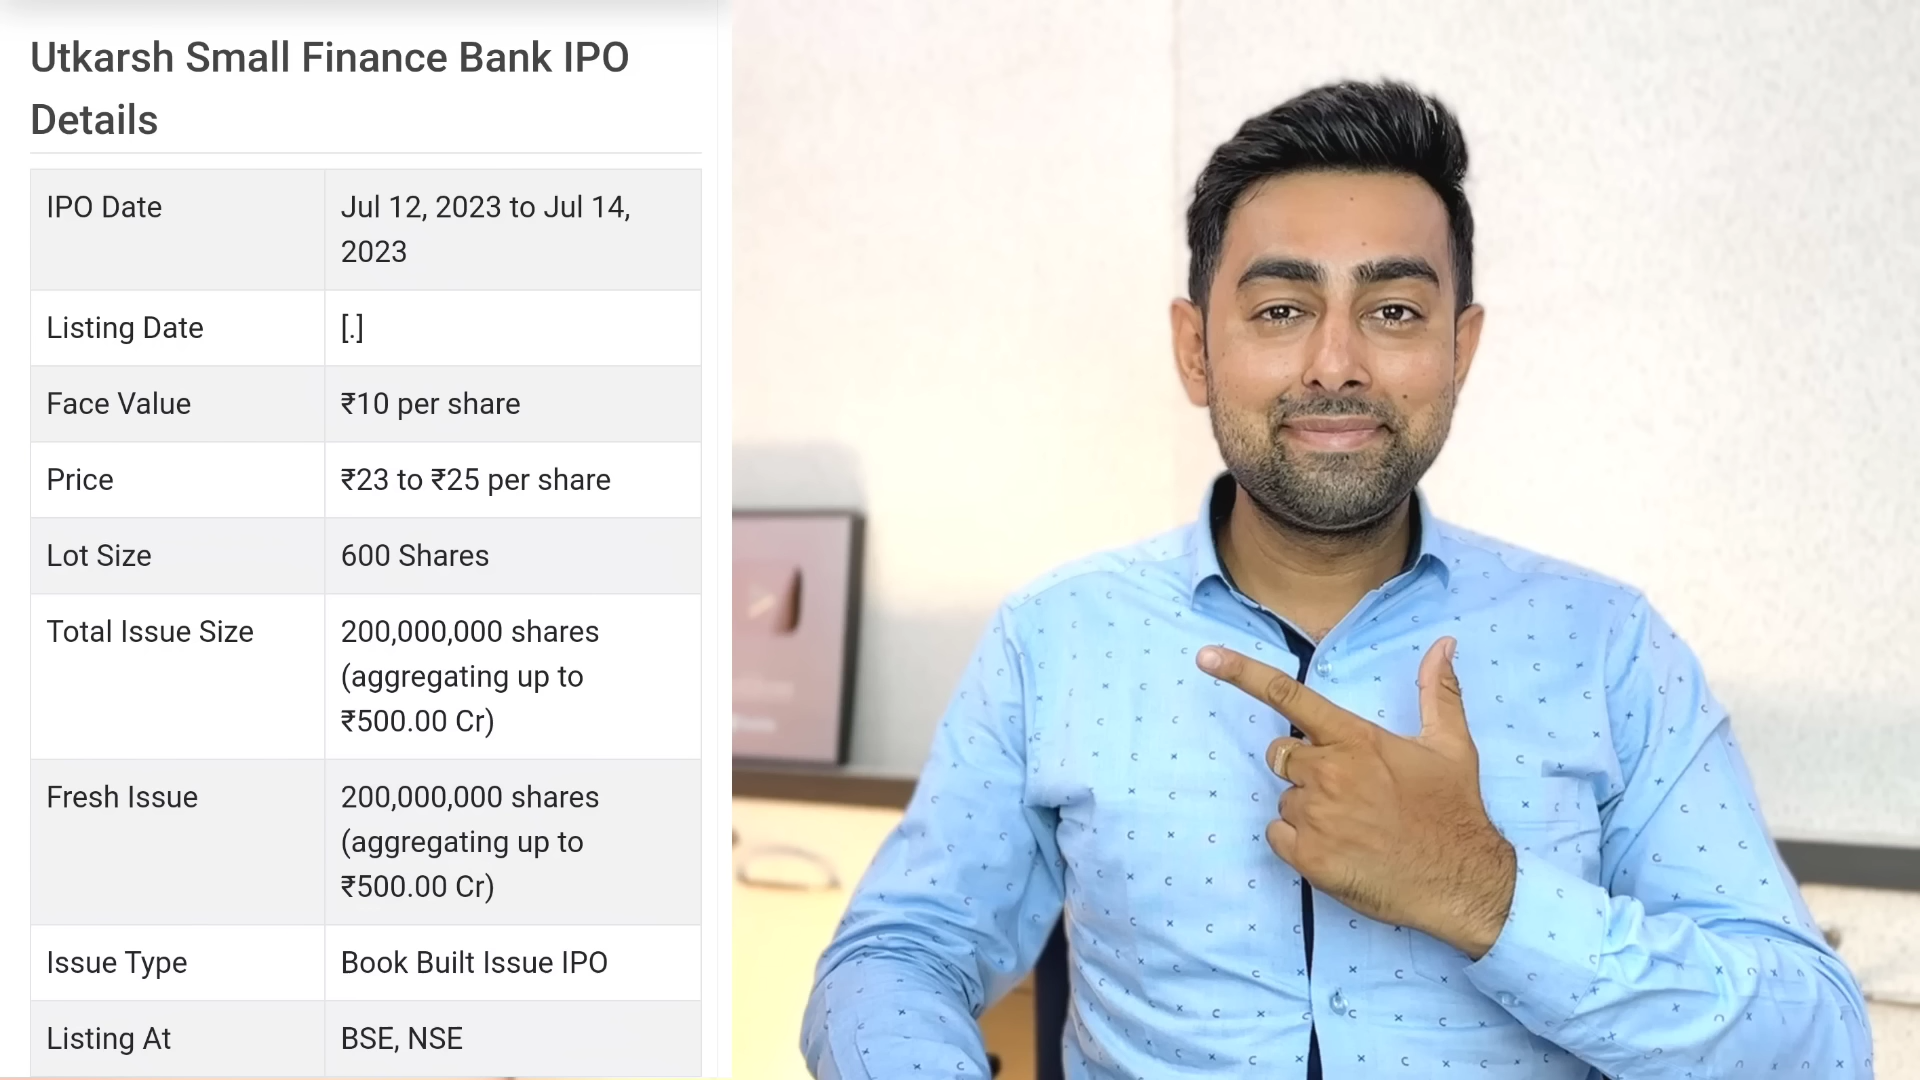 Utkarsh Small Finance Bank IPO
Details
IPO Date
Jul 12, 2023 to Jul 14,
2023
Listing Date
[.]
Face Value
₹10 per share
Price
₹23 to ₹25 per share
Lot Size
600 Shares
Total Issue Size
200,000,000 shares
(aggregating up to
₹500.00 Cr)
Fresh Issue
200,000,000 shares
(aggregating up to
₹500.00 Cr)
Issue Type
Book Built Issue IPO
Listing At
BSE, NSE